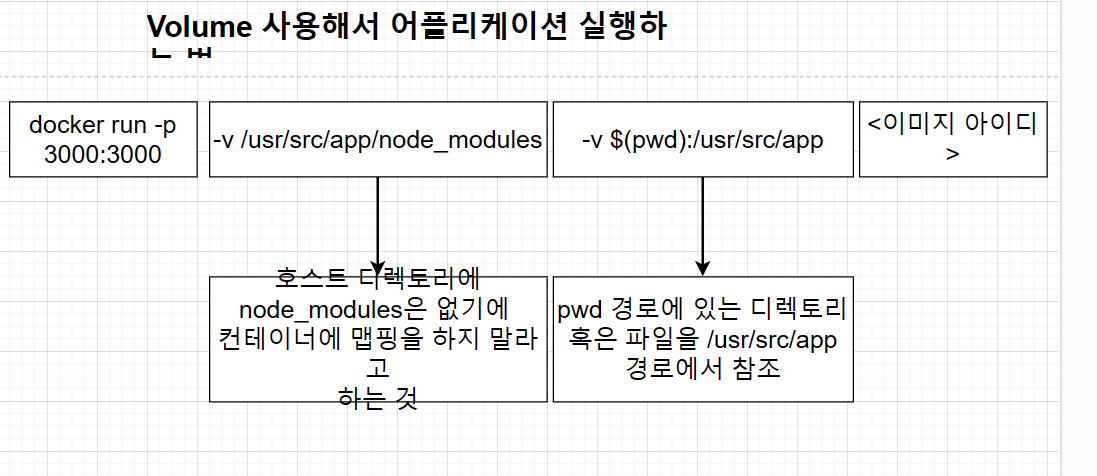 Volume 사용해서 어플리케이션 실행하
는 법
docker run -p
3000:3000
-v /usr/src/app/node_modules
-v $(pwd):/usr/src/app
<이미지 아이디
>
호스트 디렉토리에
node_modules은 없기에
컨테이너에 맵핑을 하지 말라
고
하는 것
pwd 경로에 있는 디렉토리
혹은 파일을 /usr/src/app
경로에서 참조